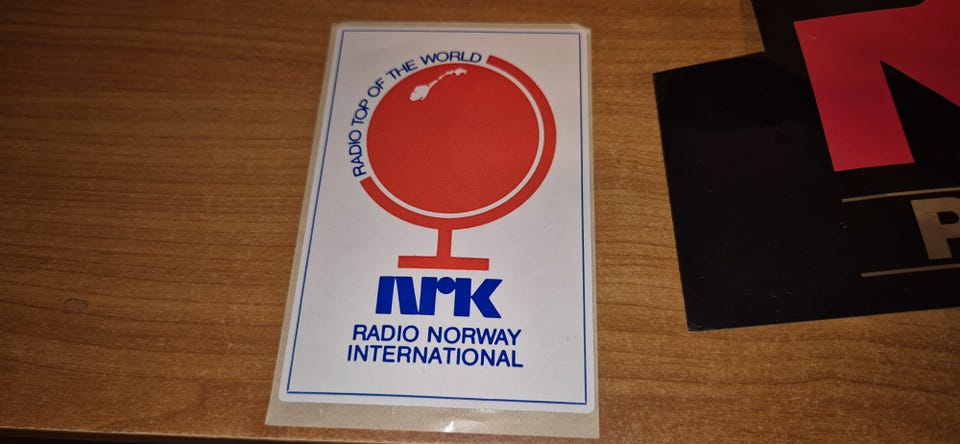 RADIO TOP OF THE WORLD
nrk
RADIO NORWAY
INTERNATIONAL